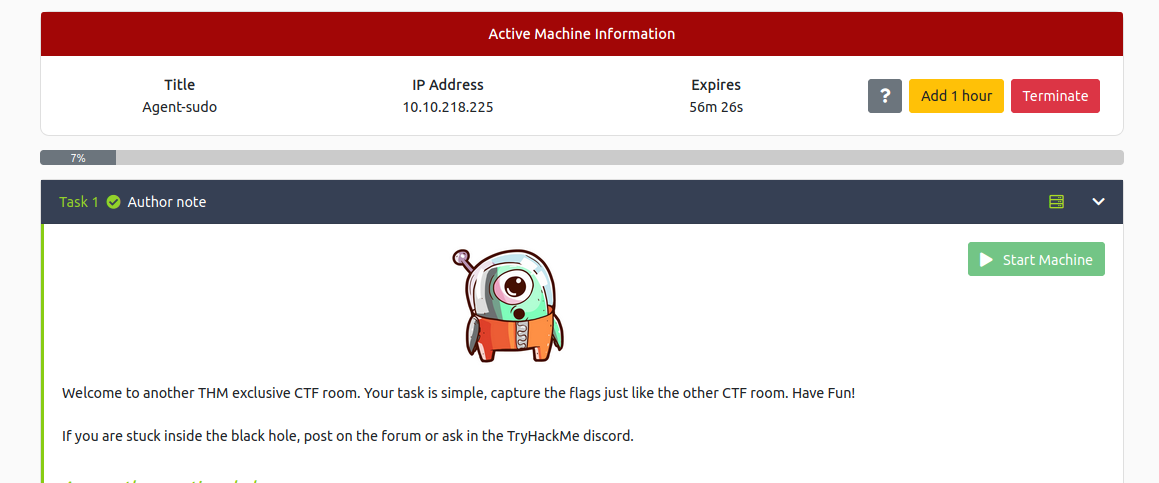 Active Machine Information
Title IP Address Expires
Agent-sudo 10.10.218.225 56m 26s
? Add 1 hour Terminate
7%
Task 1 Author note
Start Machine
Welcome to another THM exclusive CTF room. Your task is simple, capture the flags just like the other CTF room. Have Fun!
If you are stuck inside the black hole, post on the forum or ask in the TryHackMe discord.